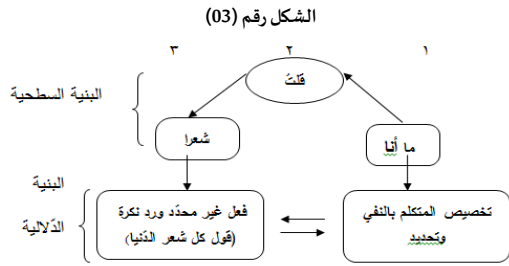 الشكل رقم (03)
١ ٢ ٣
قلتُ
البنية السطحية
ما أنا
شعرا
البنية
الدّلالية
تخصيص المتكلم بالنفي
وتحديد
فعل غير محدّد ورد نكرة
(قول كل شعر الدّنيا)